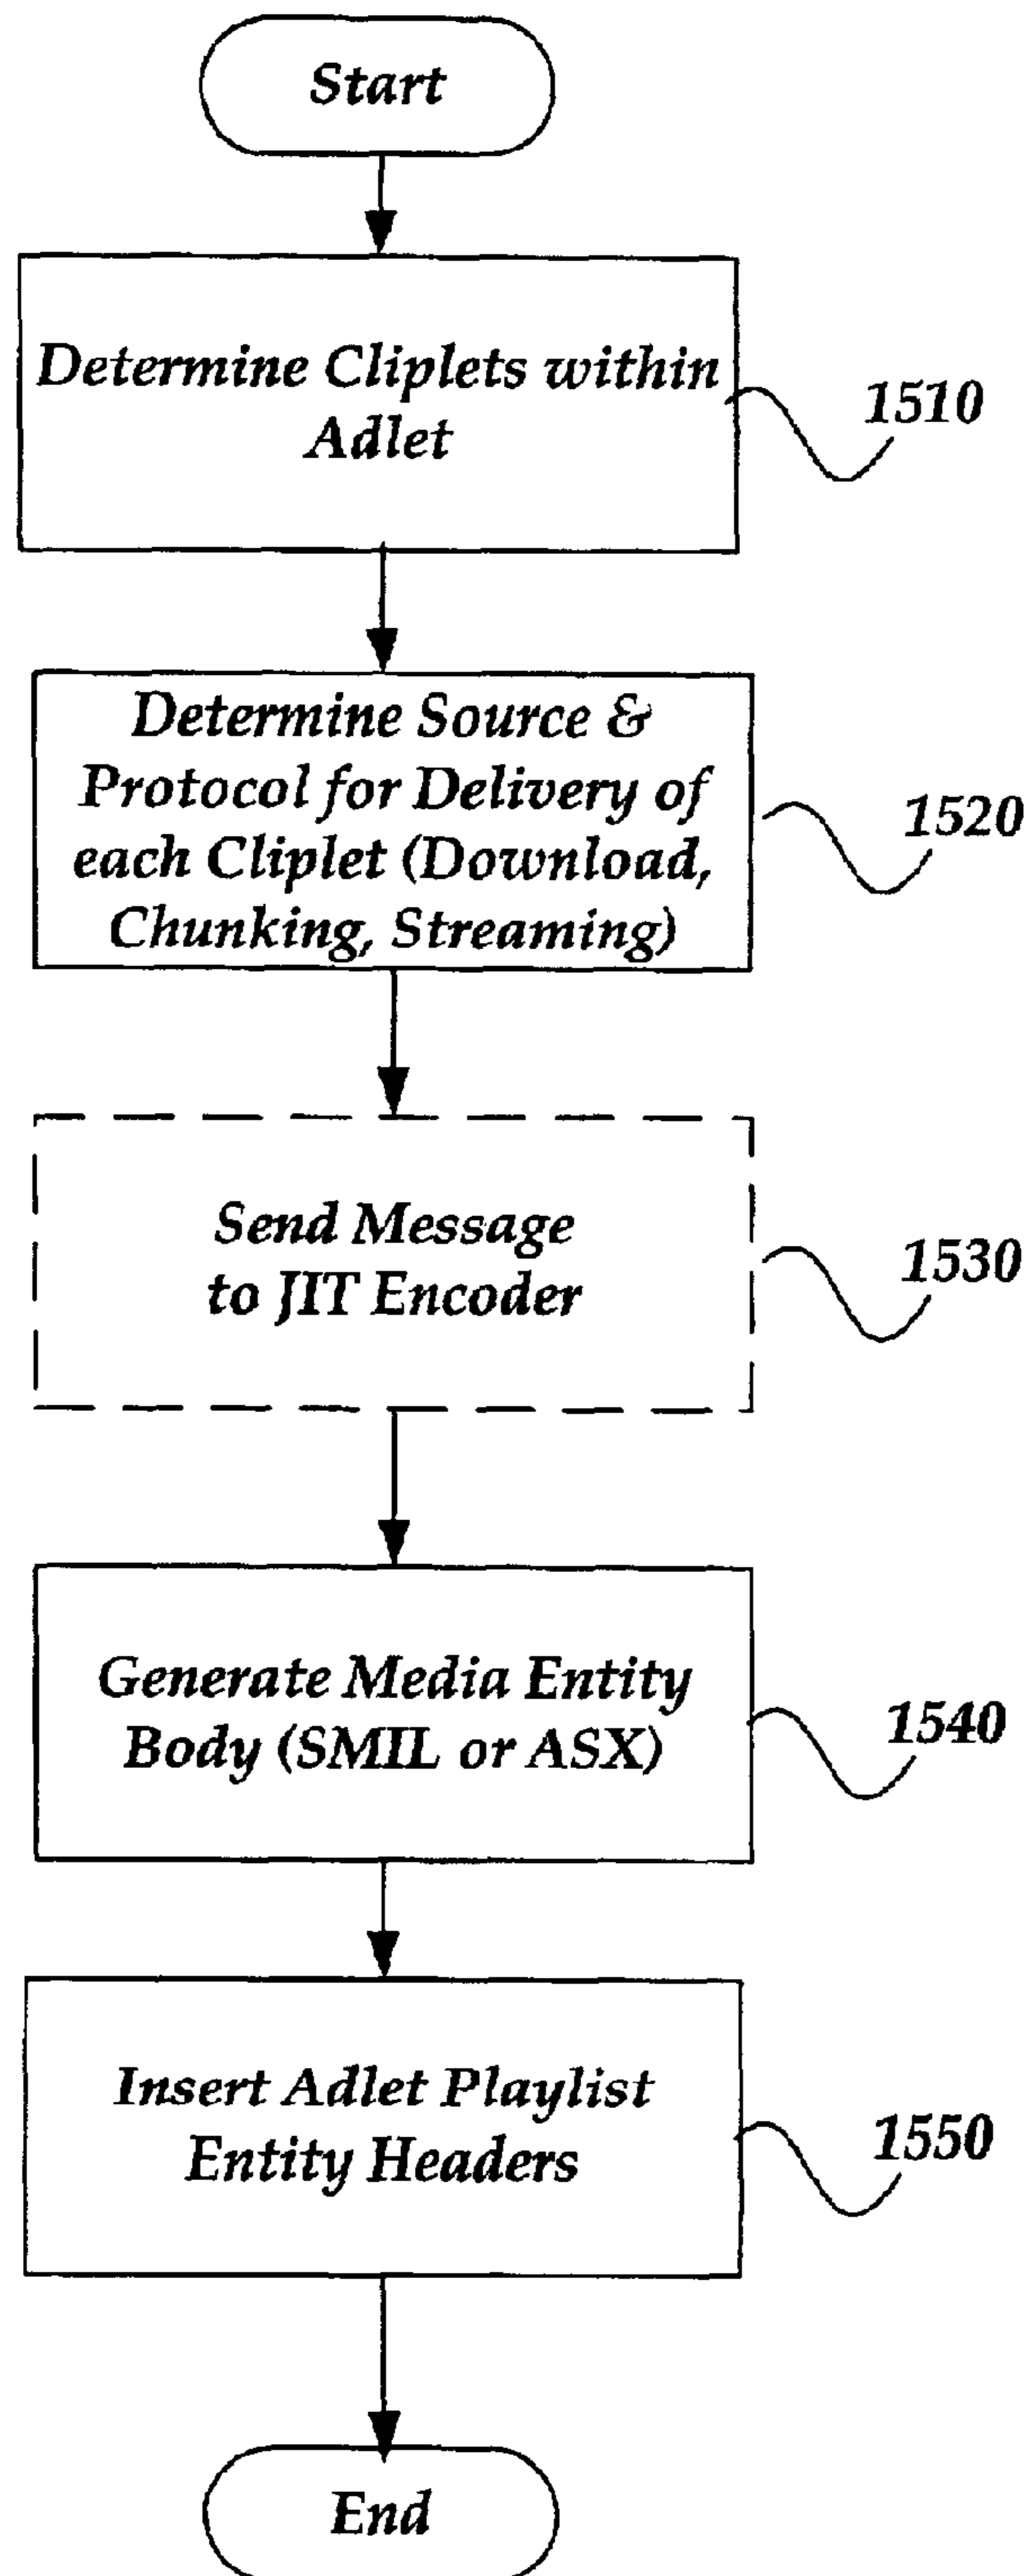 Start
Determine Cliplets within
Adlet
1510
Determine Source &
Protocol for Delivery of
each Cliplet (Download,
Chunking, Streaming)
1520
Send Message
to JIT Encoder
1530
Generate Media Entity
Body (SMIL or ASX)
1540
Insert Adlet Playlist
Entity Headers
1550
End